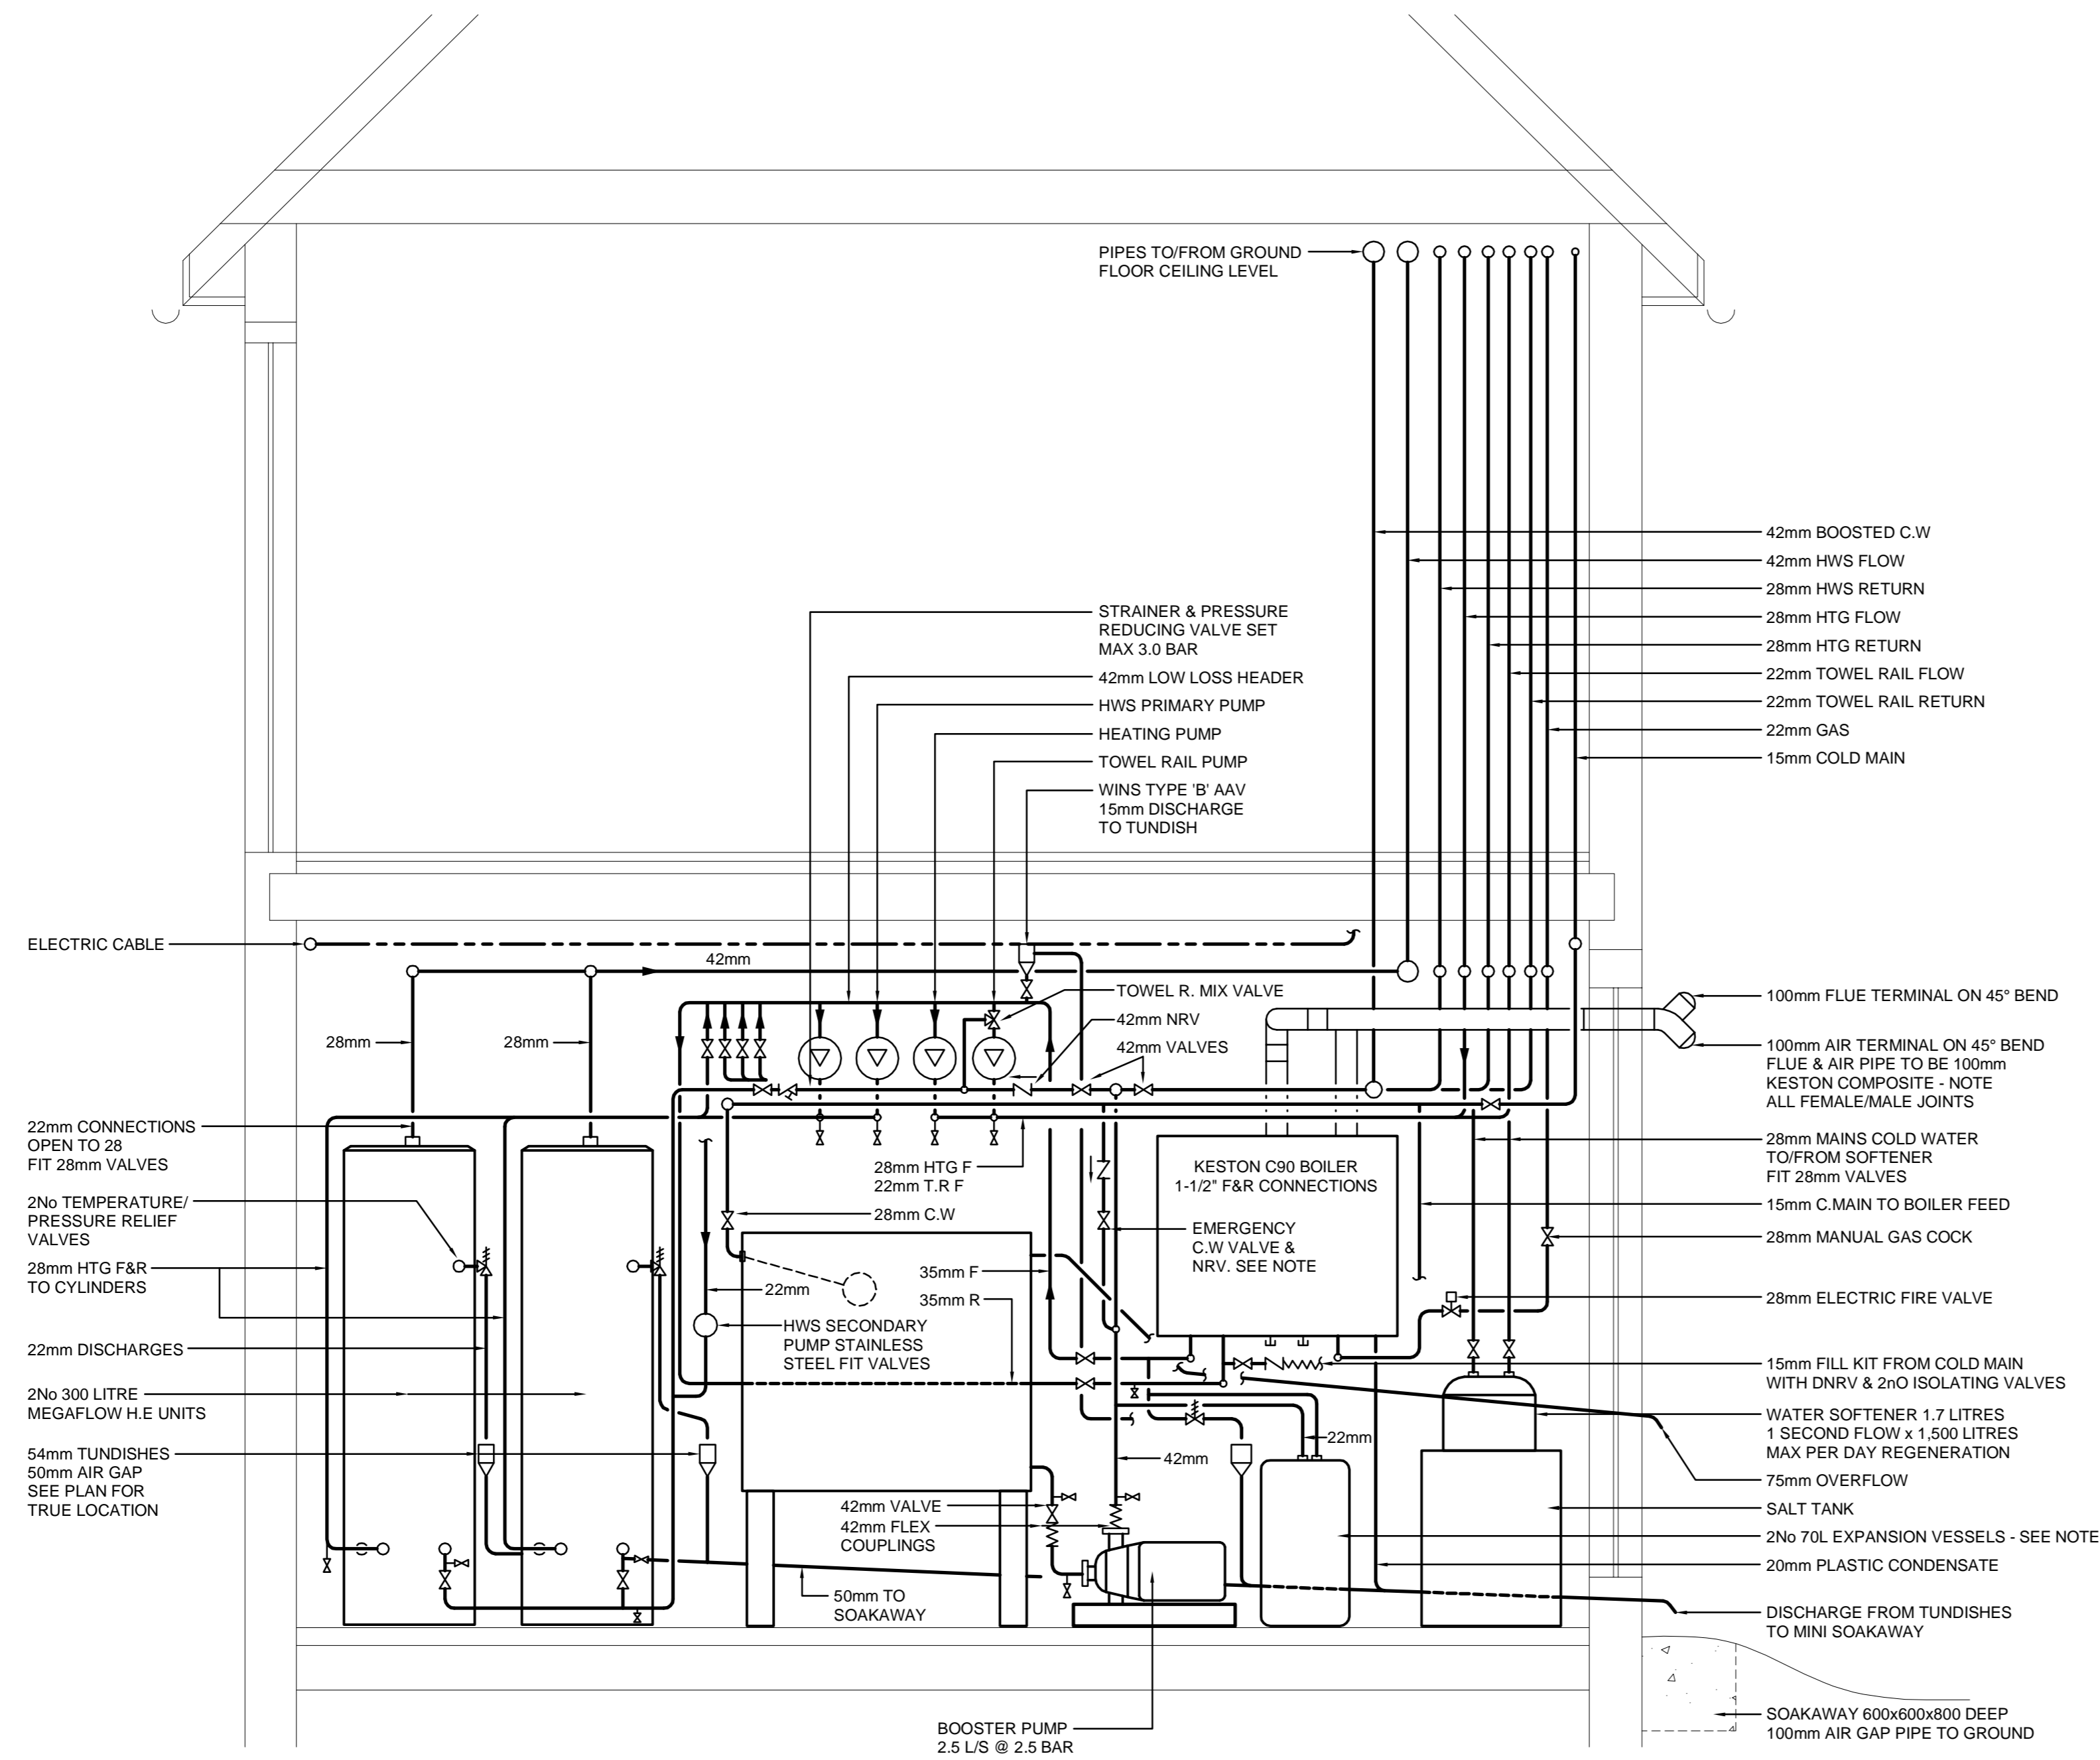 PIPES TO/FROM GROUND
FLOOR CEILING LEVEL
42mm BOOSTED C.W
42mm HWS FLOW
28mm HWS RETURN
28mm HTG FLOW
28mm HTG RETURN
22mm TOWEL RAIL FLOW
22mm TOWEL RAIL RETURN
22mm GAS
15mm COLD MAIN
STRAINER & PRESSURE
REDUCING VALVE SET
MAX 3.0 BAR
42mm LOW LOSS HEADER
HWS PRIMARY PUMP
HEATING PUMP
TOWEL RAIL PUMP
WINS TYPE 'B' AAV
15mm DISCHARGE
TO TUNDISH
ELECTRIC CABLE
42mm
TOWEL R. MIX VALVE
42mm NRV
42mm VALVES
28mm
28mm
100mm FLUE TERMINAL ON 45° BEND
100mm AIR TERMINAL ON 45° BEND
FLUE & AIR PIPE TO BE 100mm
KESTON COMPOSITE - NOTE
ALL FEMALE/MALE JOINTS
22mm CONNECTIONS
OPEN TO 28
FIT 28mm VALVES
2No TEMPERATURE/
PRESSURE RELIEF
VALVES
28mm HTG F&R
TO CYLINDERS
22mm DISCHARGES
2No 300 LITRE
MEGAFLOW H.E UNITS
54mm TUNDISHES
50mm AIR GAP
SEE PLAN FOR
TRUE LOCATION
28mm HTG F
22mm T.R F
28mm C.W
KESTON C90 BOILER
1-1/2" F&R CONNECTIONS
EMERGENCY
C.W VALVE &
NRV. SEE NOTE
35mm F
35mm R
22mm
HWS SECONDARY
PUMP STAINLESS
STEEL FIT VALVES
22mm
42mm
42mm VALVE
42mm FLEX
COUPLINGS
50mm TO
SOAKAWAY
BOOSTER PUMP
2.5 L/S @ 2.5 BAR
28mm MAINS COLD WATER
TO/FROM SOFTENER
FIT 28mm VALVES
15mm C.MAIN TO BOILER FEED
28mm MANUAL GAS COCK
28mm ELECTRIC FIRE VALVE
15mm FILL KIT FROM COLD MAIN
WITH DNRV & 2nO ISOLATING VALVES
WATER SOFTENER 1.7 LITRES
1 SECOND FLOW x 1,500 LITRES
MAX PER DAY REGENERATION
75mm OVERFLOW
SALT TANK
2No 70L EXPANSION VESSELS - SEE NOTE
20mm PLASTIC CONDENSATE
DISCHARGE FROM TUNDISHES
TO MINI SOAKAWAY
SOAKAWAY 600x600x800 DEEP
100mm AIR GAP PIPE TO GROUND